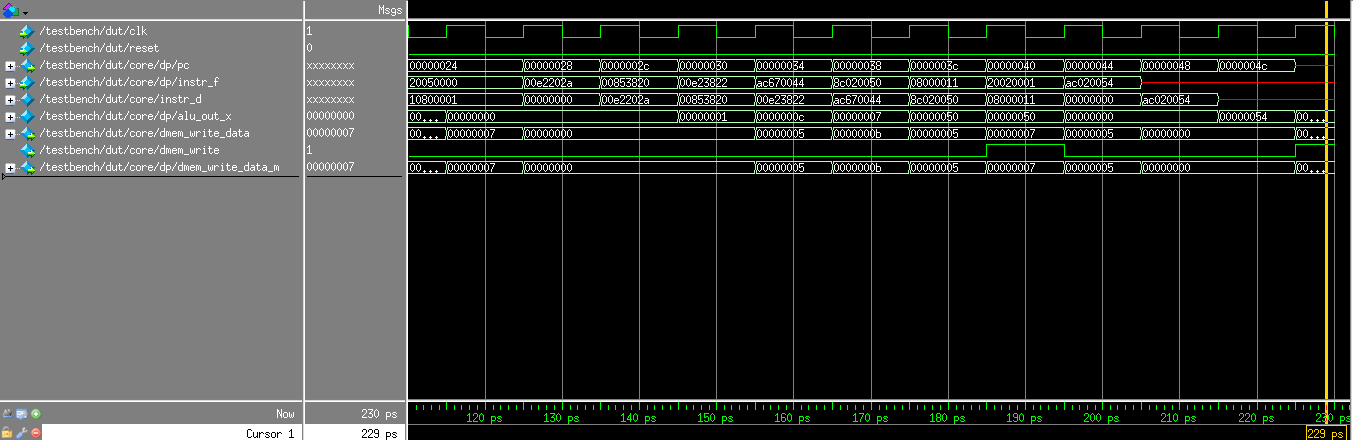 Msgs
/testbench/dut/clk 1
/testbench/dut/reset 0
/testbench/dut/core/dp/pc xxxxxxxx 00000024 00000028 0000002c 00000030 00000034 00000038 0000003c 00000040 00000044 00000048 0000004c
/testbench/dut/core/dp/instr_f xxxxxxxx 20050000 00e2202a 00853820 00e23822 ac670044 8c020050 08000011 20020001 ac020054
/testbench/dut/core/instr_d xxxxxxxx 10800001 00000000 00e2202a 00853820 00e23822 ac670044 8c020050 08000011 00000000 ac020054
/testbench/dut/core/dp/alu_out_x 00000000 00... 00000000 00000001 0000000c 00000007 00000050 00000050 00000000 00000054 00...
/testbench/dut/core/dmem_write_data 00000007 00... 00000007 00000000 00000005 0000000b 00000005 00000007 00000005 00000000 00...
/testbench/dut/core/dmem_write 1
/testbench/dut/core/dp/dmem_write_data_m 00000007 00... 00000007 00000000 00000005 0000000b 00000005 00000007 00000005 00000000 00...
Now 230 ps 120 ps 130 ps 140 ps 150 ps 160 ps 170 ps 180 ps 190 ps 200 ps 210 ps 220 ps 230 ps
Cursor 1 229 ps 229 ps